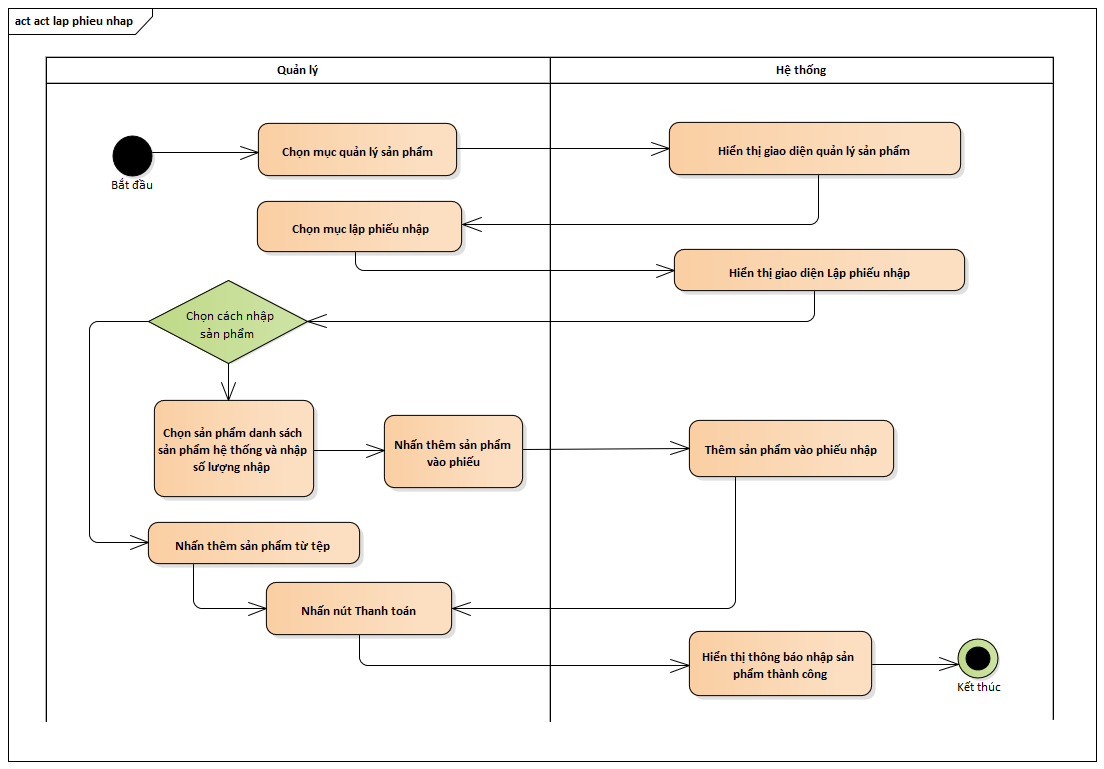 act act lap phieu nhap
Quản lý
Hệ thống
Bắt đầu
Chọn mục quản lý sản phẩm
Hiển thị giao diện quản lý sản phẩm
Chọn mục lập phiếu nhập
Hiển thị giao diện Lập phiếu nhập
Chọn cách nhập
sản phẩm
Chọn sản phẩm danh sách
sản phẩm hệ thống và nhập
số lượng nhập
Nhấn thêm sản phẩm
vào phiếu
Thêm sản phẩm vào phiếu nhập
Nhấn thêm sản phẩm từ tệp
Nhấn nút Thanh toán
Hiển thị thông báo nhập sản
phẩm thành công
Kết thúc